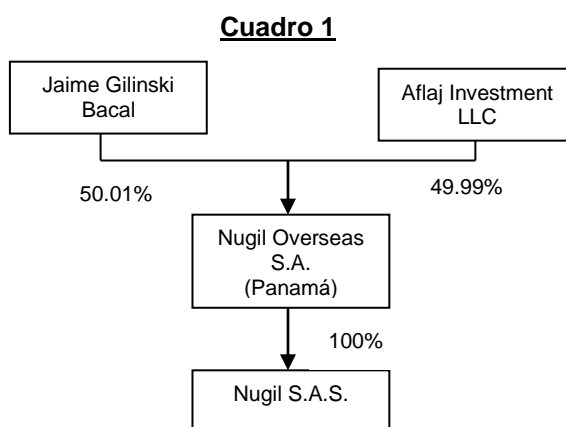 Cuadro 1
Jaime Gilinski
Bacal
Aflaj Investment
LLC
50.01%
49.99%
Nugil Overseas
S.A.
(Panamá)
100%
Nugil S.A.S.